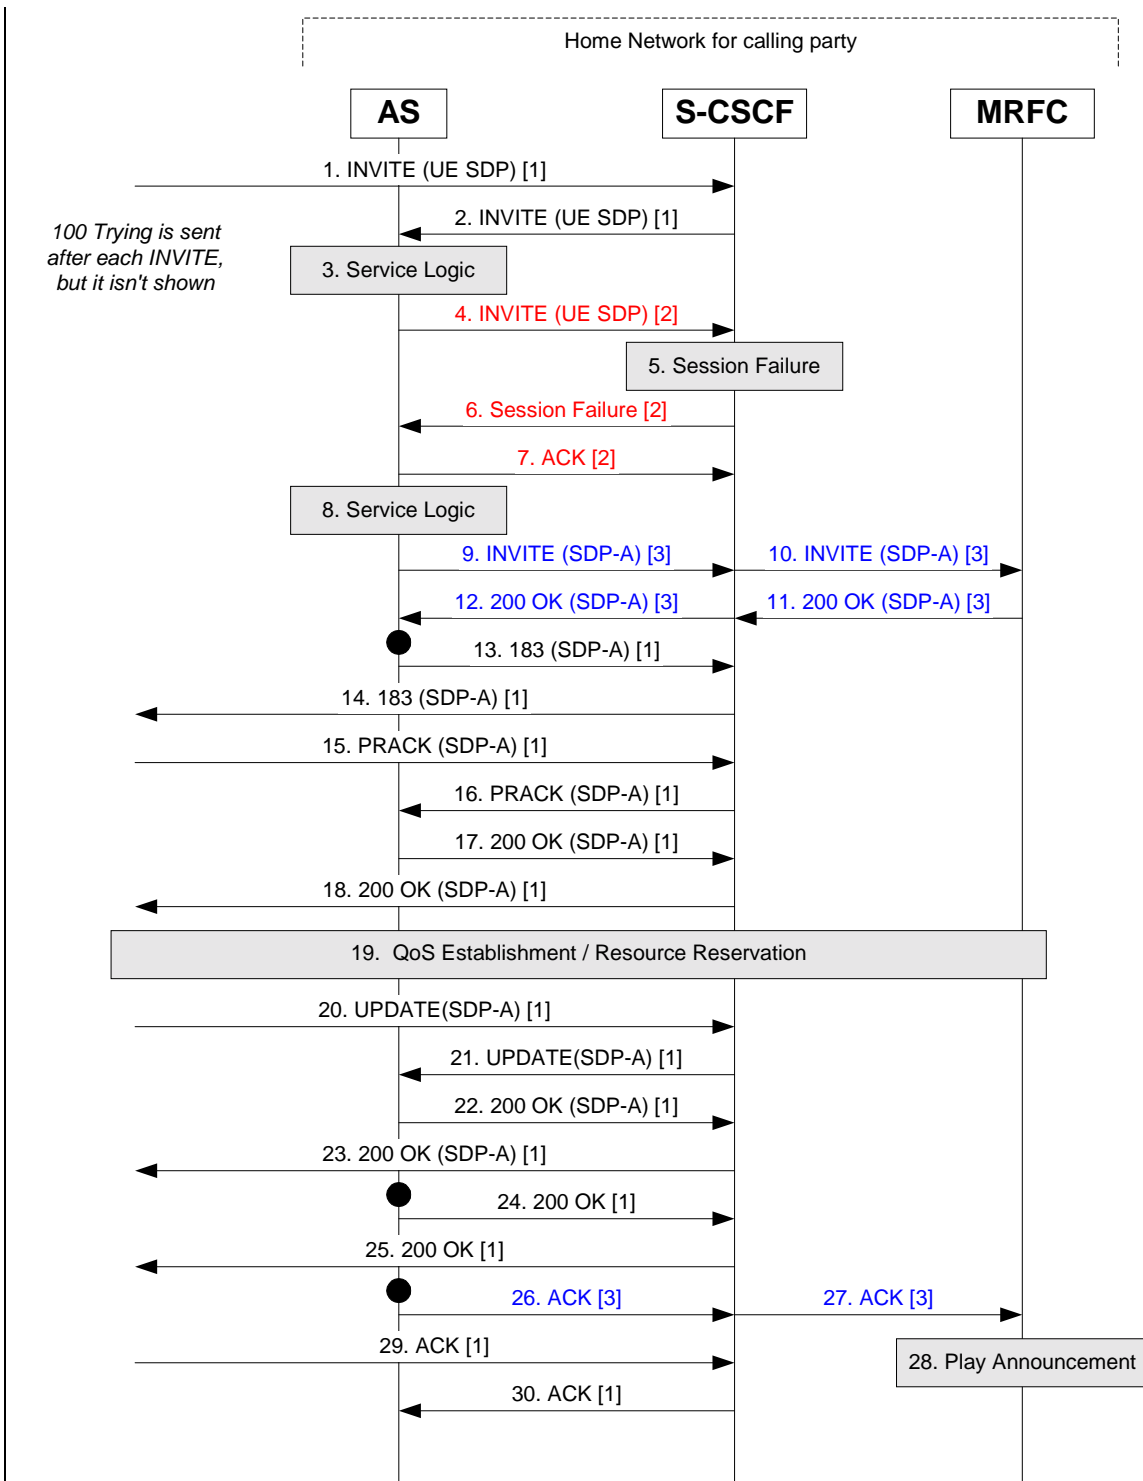 Home Network for calling party
AS
S-CSCF
MRFC
1. INVITE (UE SDP) [1]
2. INVITE (UE SDP) [1]
100 Trying is sent
after each INVITE,
but it isn't shown
3. Service Logic
4. INVITE (UE SDP) [2]
5. Session Failure
6. Session Failure [2]
7. ACK [2]
8. Service Logic
9. INVITE (SDP-A) [3]
10. INVITE (SDP-A) [3]
12. 200 OK (SDP-A) [3]
11. 200 OK (SDP-A) [3]
13. 183 (SDP-A) [1]
14. 183 (SDP-A) [1]
15. PRACK (SDP-A) [1]
16. PRACK (SDP-A) [1]
17. 200 OK (SDP-A) [1]
18. 200 OK (SDP-A) [1]
19. QoS Establishment / Resource Reservation
20. UPDATE(SDP-A) [1]
21. UPDATE(SDP-A) [1]
22. 200 OK (SDP-A) [1]
23. 200 OK (SDP-A) [1]
24. 200 OK [1]
25. 200 OK [1]
26. ACK [3]
27. ACK [3]
29. ACK [1]
28. Play Announcement
30. ACK [1]